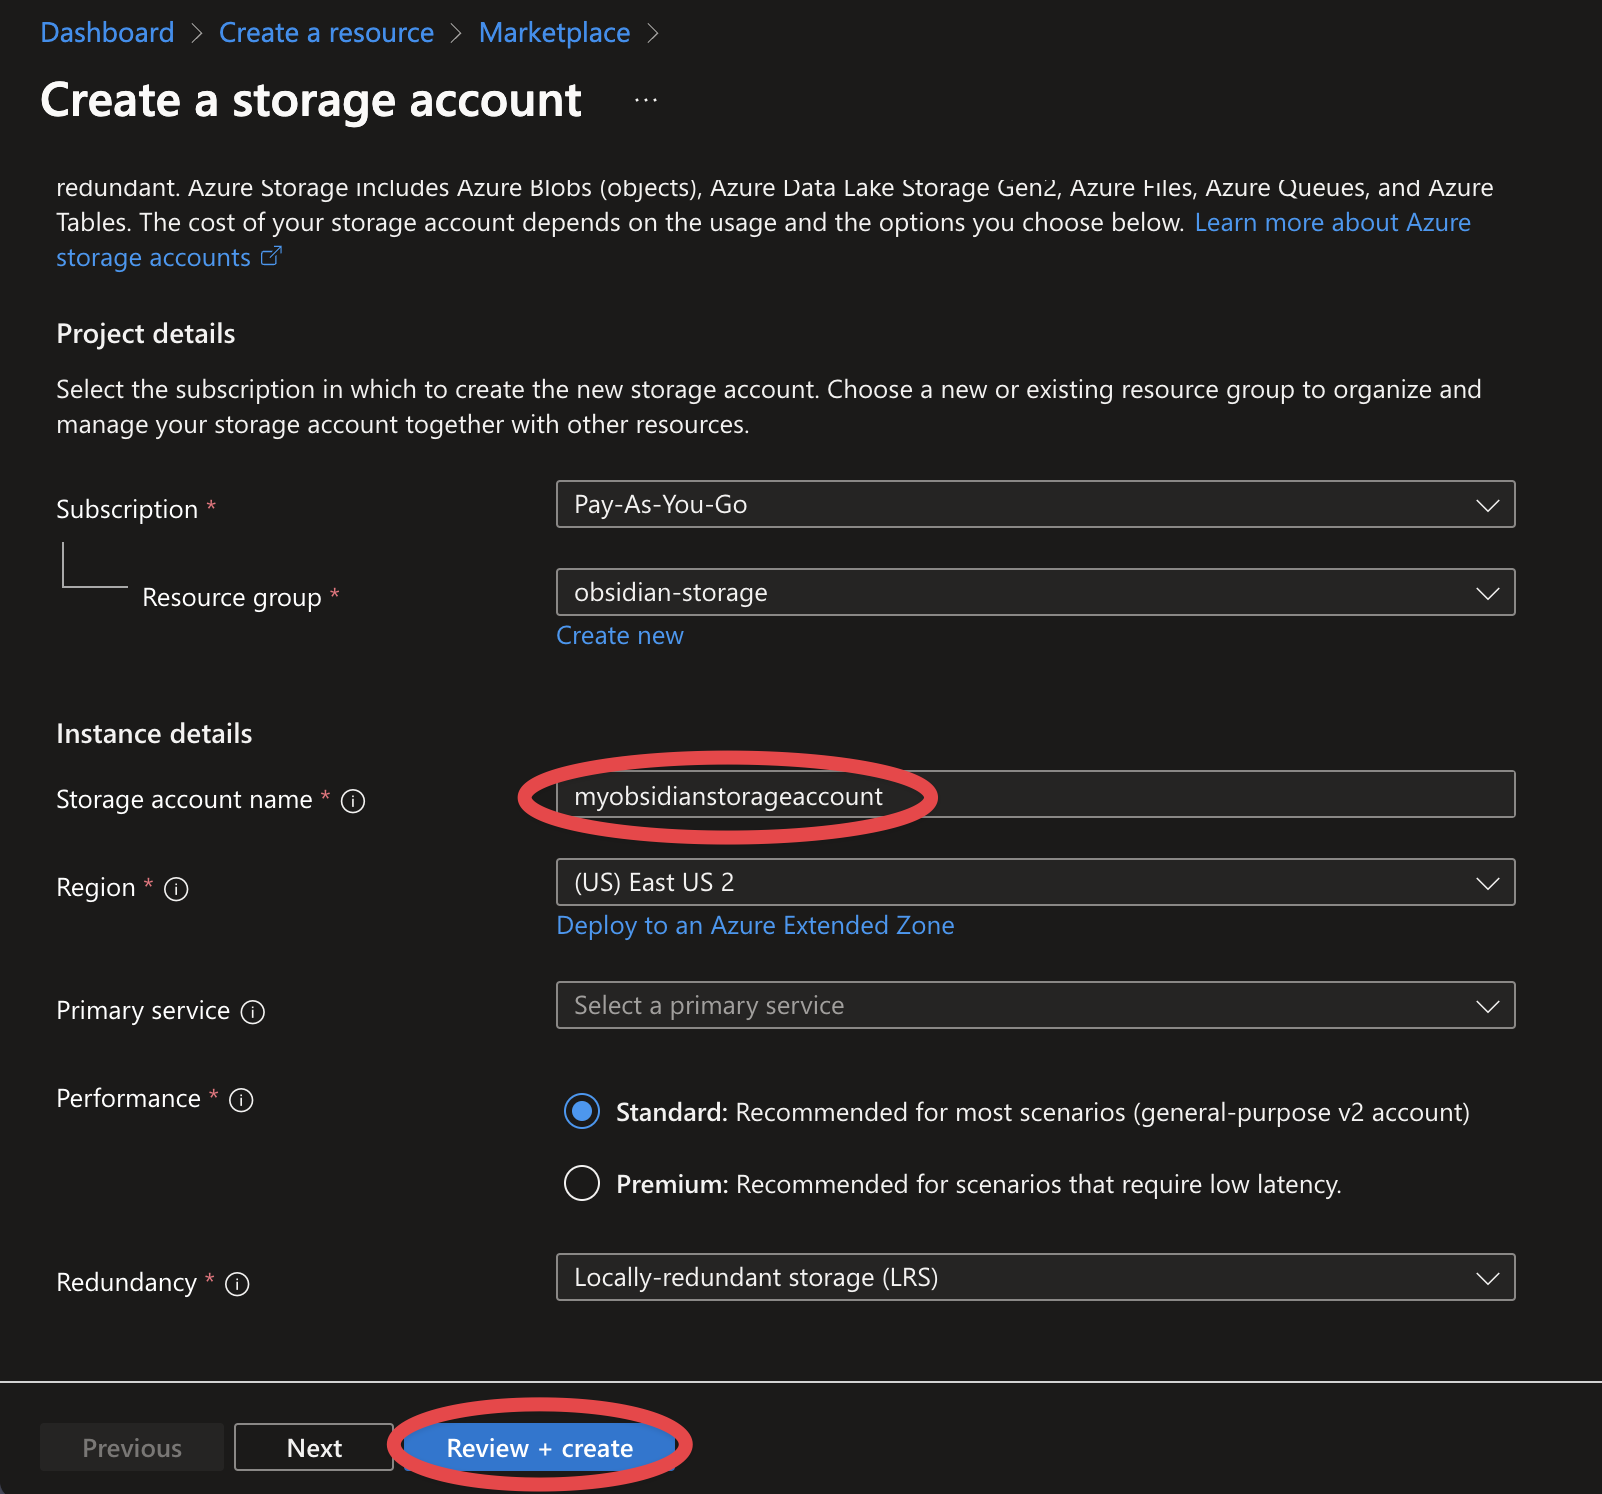 Dashboard > Create a resource > Marketplace >
Create a storage account ...
redundant. Azure Storage includes Azure Blobs (objects), Azure Data Lake Storage Gen2, Azure Files, Azure Queues, and Azure
Tables. The cost of your storage account depends on the usage and the options you choose below. Learn more about Azure
storage accounts
Project details
Select the subscription in which to create the new storage account. Choose a new or existing resource group to organize and
manage your storage account together with other resources.
Subscription *
Pay-As-You-Go
Resource group *
obsidian-storage
Create new
Instance details
Storage account name *
myobsidianstorageaccount
Region *
(US) East US 2
Deploy to an Azure Extended Zone
Primary service
Select a primary service
Performance *
Standard: Recommended for most scenarios (general-purpose v2 account)
Premium: Recommended for scenarios that require low latency.
Redundancy *
Locally-redundant storage (LRS)
Previous
Next
Review + create